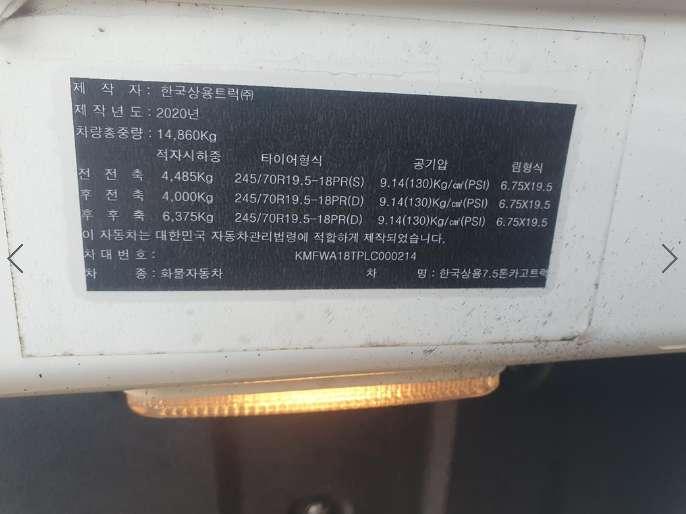 제 작 자 : 한국상용트럭㈜
제 작 년 도 : 2020년
차량총중량 : 14,860Kg
적차시하중 타이어형식 공기압 림형식
전 전 축 4,485Kg 245/70R19.5-18PR(S) 9.14(130)Kg/㎠(PSI) 6.75X19.5
후 전 축 4,000Kg 245/70R19.5-18PR(D) 9.14(130)Kg/㎠(PSI) 6.75X19.5
후 후 축 6,375Kg 245/70R19.5-18PR(D) 9.14(130)Kg/㎠(PSI) 6.75X19.5
이 자동차는 대한민국 자동차관리법령에 적합하게 제작되었습니다.
차 대 번 호 : KMFWA18TPLC000214
차 종 : 화물자동차 차 명 : 한국상용7.5톤카고트럭